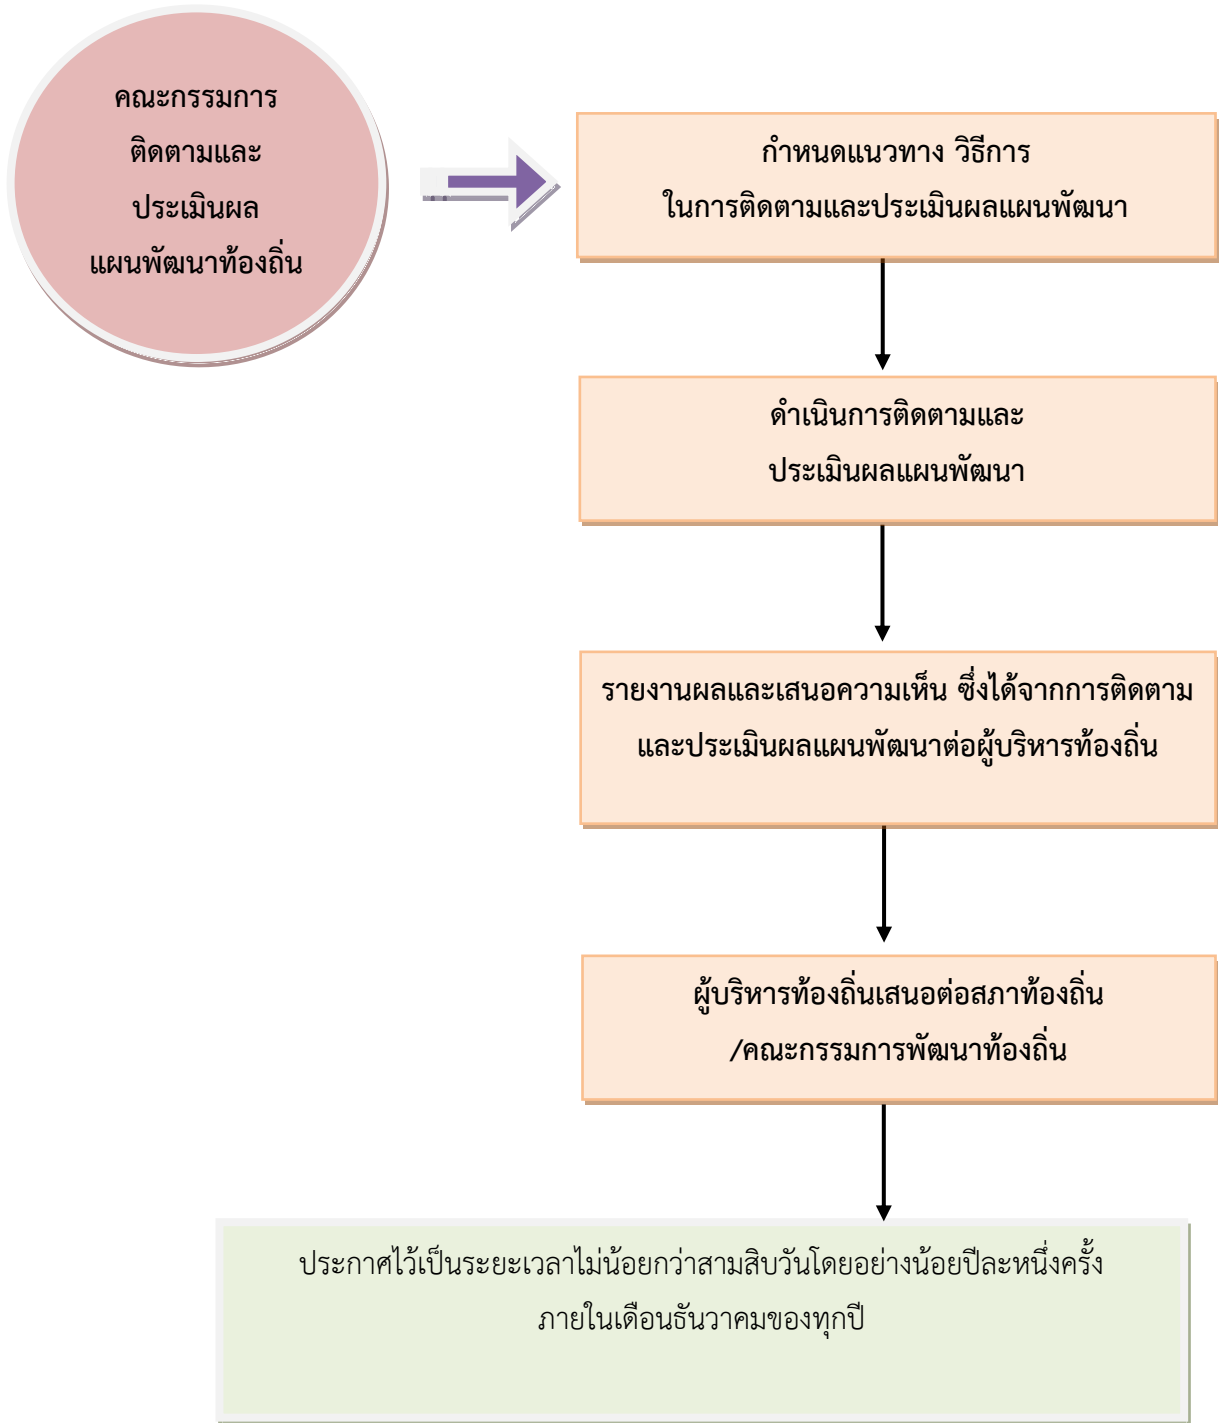 คณะกรรมการ
ติดตามและ
ประเมินผล
แผนพัฒนาท้องถิ่น
กำหนดแนวทาง วิธีการ
ในการติดตามและประเมินผลแผนพัฒนา
ดำเนินการติดตามและ
ประเมินผลแผนพัฒนา
รายงานผลและเสนอความเห็น ซึ่งได้จากการติดตาม
และประเมินผลแผนพัฒนาต่อผู้บริหารท้องถิ่น
ผู้บริหารท้องถิ่นเสนอต่อสภาท้องถิ่น
/คณะกรรมการพัฒนาท้องถิ่น
ประกาศไว้เป็นระยะเวลาไม่น้อยกว่าสามสิบวันโดยอย่างน้อยปีละหนึ่งครั้ง
ภายในเดือนธันวาคมของทุกปี